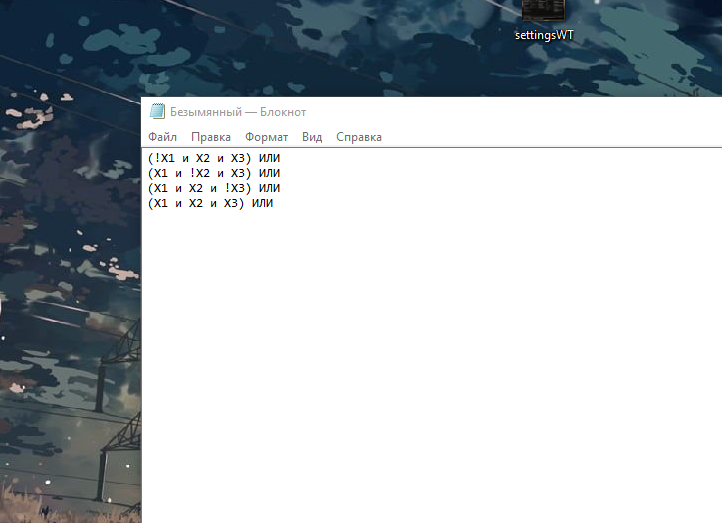 settingsWT
Безымянный — Блокнот
Файл Правка Формат Вид Справка
(!X1 и X2 и X3) ИЛИ
(X1 и !X2 и X3) ИЛИ
(X1 и X2 и !X3) ИЛИ
(X1 и X2 и X3) ИЛИ